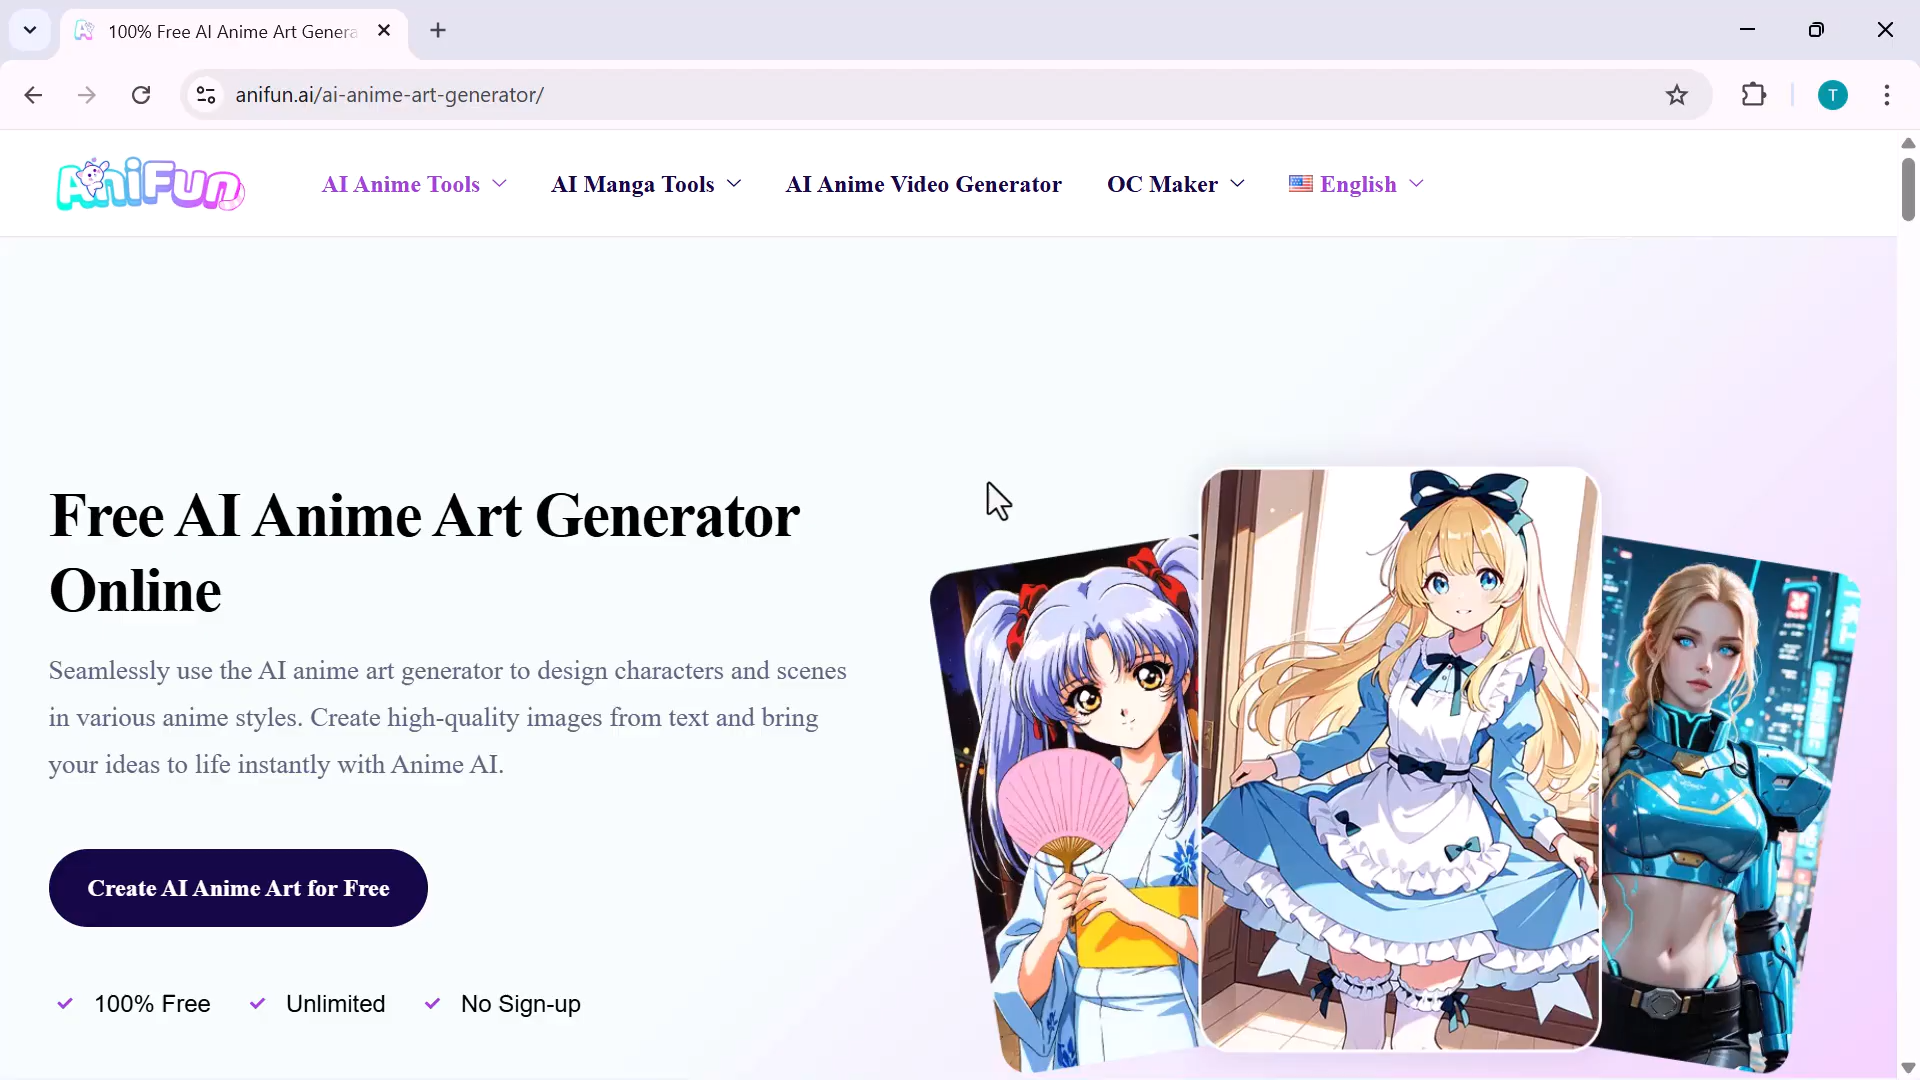 100% Free AI Anime Art Genera
anifun.ai/ai-anime-art-generator/
T
AniFun
AI Anime Tools
AI Manga Tools
AI Anime Video Generator
OC Maker
English
Free AI Anime Art Generator
Online
Seamlessly use the AI anime art generator to design characters and scenes
in various anime styles. Create high-quality images from text and bring
your ideas to life instantly with Anime AI.
Create AI Anime Art for Free
100% Free
Unlimited
No Sign-up